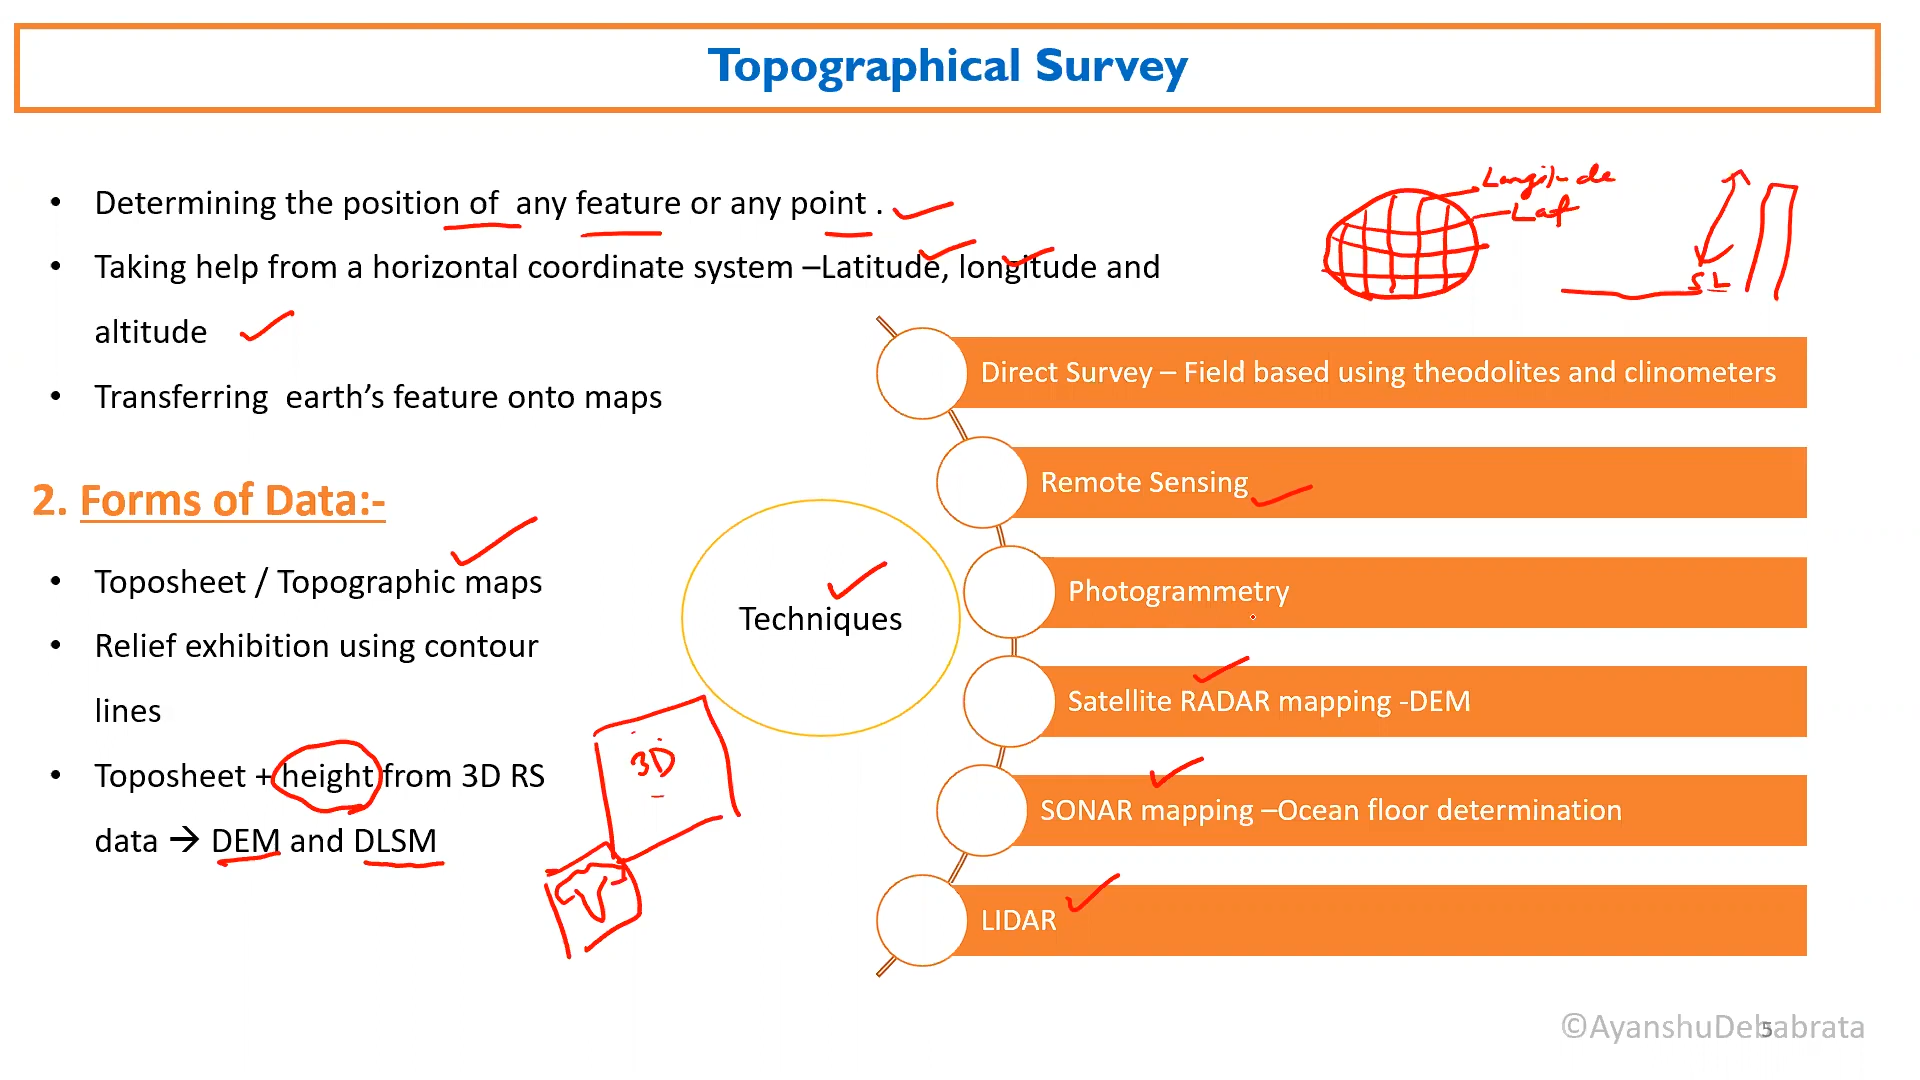 Topographical Survey
• Determining the position of any feature or any point .
• Taking help from a horizontal coordinate system –Latitude, longitude and
altitude
• Transferring earth's feature onto maps
Longitude
Lat
SL
2. Forms of Data:-
• Toposheet / Topographic maps
• Relief exhibition using contour
lines
• Toposheet + height from 3D RS
data → DEM and DLSM
3D
Techniques
Direct Survey – Field based using theodolites and clinometers
Remote Sensing
Photogrammetry
Satellite RADAR mapping -DEM
SONAR mapping –Ocean floor determination
LIDAR
©AyanshuDebabrata
5